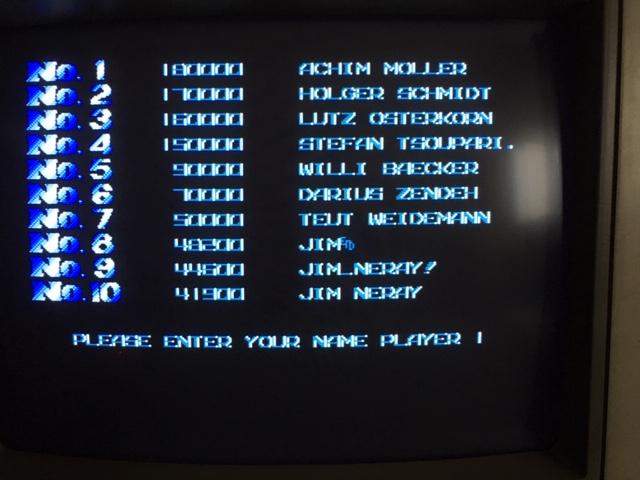 No. 1 180000 ACHIM MOLLER
No. 2 170000 HOLGER SCHMIDT
No. 3 160000 LUTZ OSTERKORN
No. 4 150000 STEFAN TSOUPARI.
No. 5 90000 WILLI BAECKER
No. 6 70000 DARIUS ZENDEH
No. 7 50000 TEUT WEIDEMANN
No. 8 48200 JIM
No. 9 44600 JIM_NERAY!
No. 10 41900 JIM NERAY
PLEASE ENTER YOUR NAME PLAYER 1